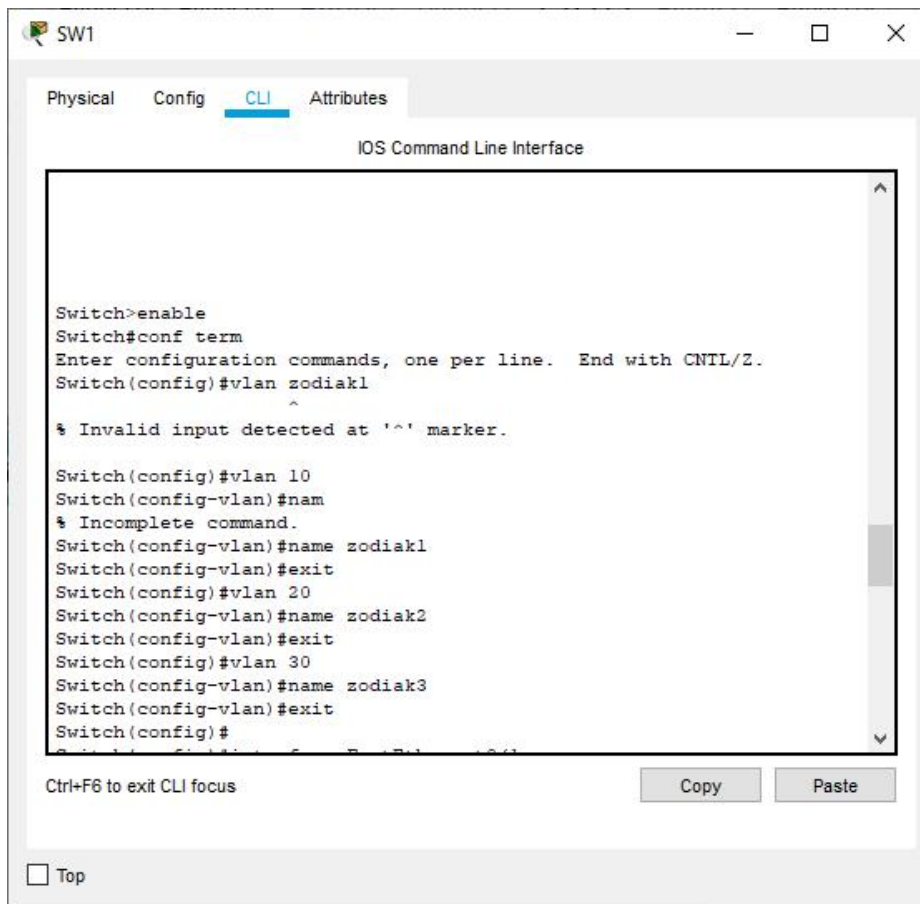 SW1
Physical Config CLI Attributes
IOS Command Line Interface
Switch>enable
Switch#conf term
Enter configuration commands, one per line.  End with CNTL/Z.
Switch(config)#vlan zodiak1
^
% Invalid input detected at '^' marker.
Switch(config)#vlan 10
Switch(config-vlan)#nam
% Incomplete command.
Switch(config-vlan)#name zodiak1
Switch(config-vlan)#exit
Switch(config)#vlan 20
Switch(config-vlan)#name zodiak2
Switch(config-vlan)#exit
Switch(config)#vlan 30
Switch(config-vlan)#name zodiak3
Switch(config-vlan)#exit
Switch(config)#
Ctrl+F6 to exit CLI focus
Copy Paste
Top